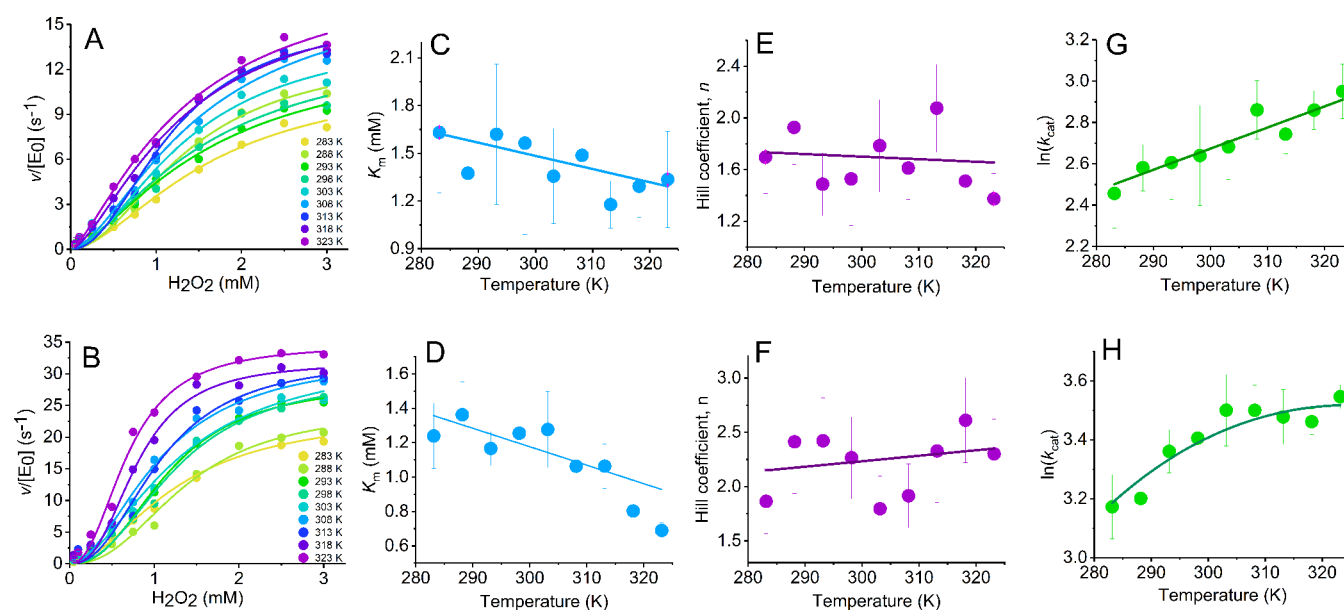 A
15
12
9
6
3
0
v/[E0] (s⁻¹)
283 K
288 K
293 K
298 K
303 K
308 K
313 K
318 K
323 K
0 1 2 3
H₂O₂ (mM)
C
2.1
1.8
1.5
1.2
0.9
Kₘ (mM)
280 290 300 310 320
Temperature (K)
E
2.4
2.0
1.6
1.2
Hill coefficient, n
280 290 300 310 320
Temperature (K)
G
3.2
3.0
2.8
2.6
2.4
2.2
ln(k_cat)
280 290 300 310 320
Temperature (K)
B
35
30
25
20
15
10
5
0
v/[E0] (s⁻¹)
283 K
288 K
293 K
298 K
303 K
308 K
313 K
318 K
323 K
0 1 2 3
H₂O₂ (mM)
D
1.6
1.4
1.2
1.0
0.8
0.6
Kₘ (mM)
280 290 300 310 320
Temperature (K)
F
3.0
2.5
2.0
1.5
Hill coefficient, n
280 290 300 310 320
Temperature (K)
H
3.6
3.4
3.2
3.0
ln(k_cat)
280 290 300 310 320
Temperature (K)